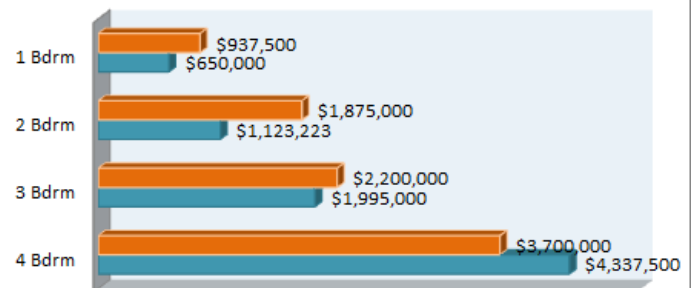 1 Bdrm
$937,500
$650,000
2 Bdrm
$1,875,000
$1,123,223
3 Bdrm
$2,200,000
$1,995,000
4 Bdrm
$3,700,000
$4,337,500